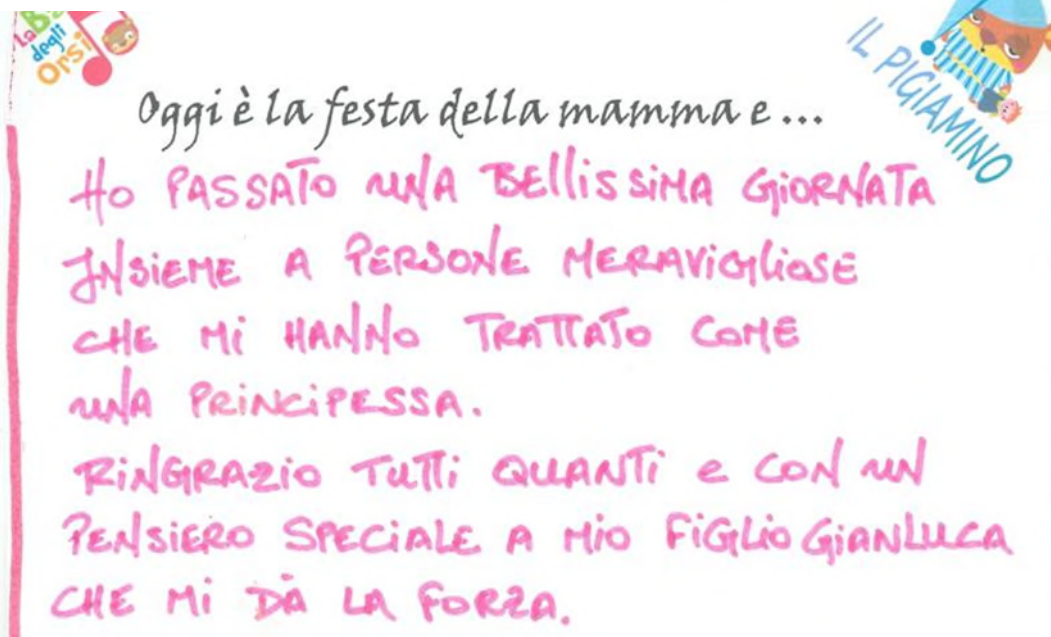 La Ba
degli
Orsi
IL PIGIAMINO
Oggi è la festa della mamma e ...
HO PASSATO UNA BELLISSIMA GIORNATA
INSIEME A PERSONE MERAVIGLIOSE
CHE MI HANNO TRATTATO COME
UNA PRINCIPESSA.
RINGRAZIO TUTTI QUANTI e CON UN
PENSIERO SPECIALE A MIO FIGLIO GIANLUCA
CHE MI DÀ LA FORZA.